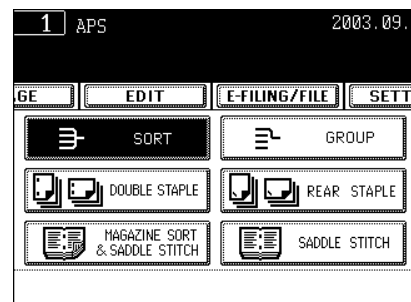 1 APS 2003.09.
.GE EDIT E-FILING/FILE SETT
SORT GROUP
DOUBLE STAPLE REAR STAPLE
MAGAZINE SORT
& SADDLE STITCH SADDLE STITCH